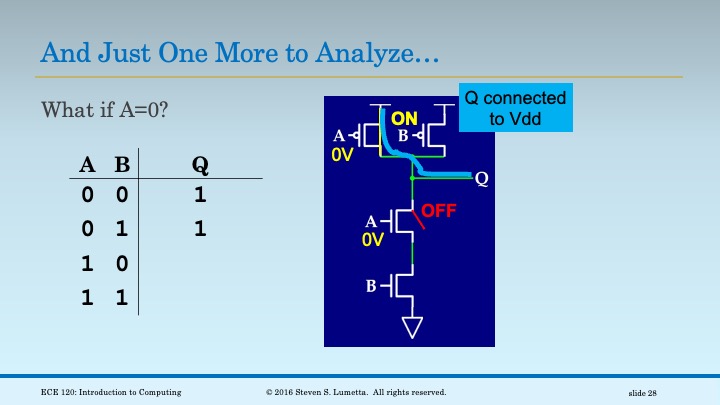 And Just One More to Analyze…
What if A=0?
A B Q
0 0 1
0 1 1
1 0
1 1
Q connected
to Vdd
ON
A B
0V
Q
OFF
A
0V
B
ECE 120: Introduction to Computing © 2016 Steven S. Lumetta. All rights reserved. slide 28